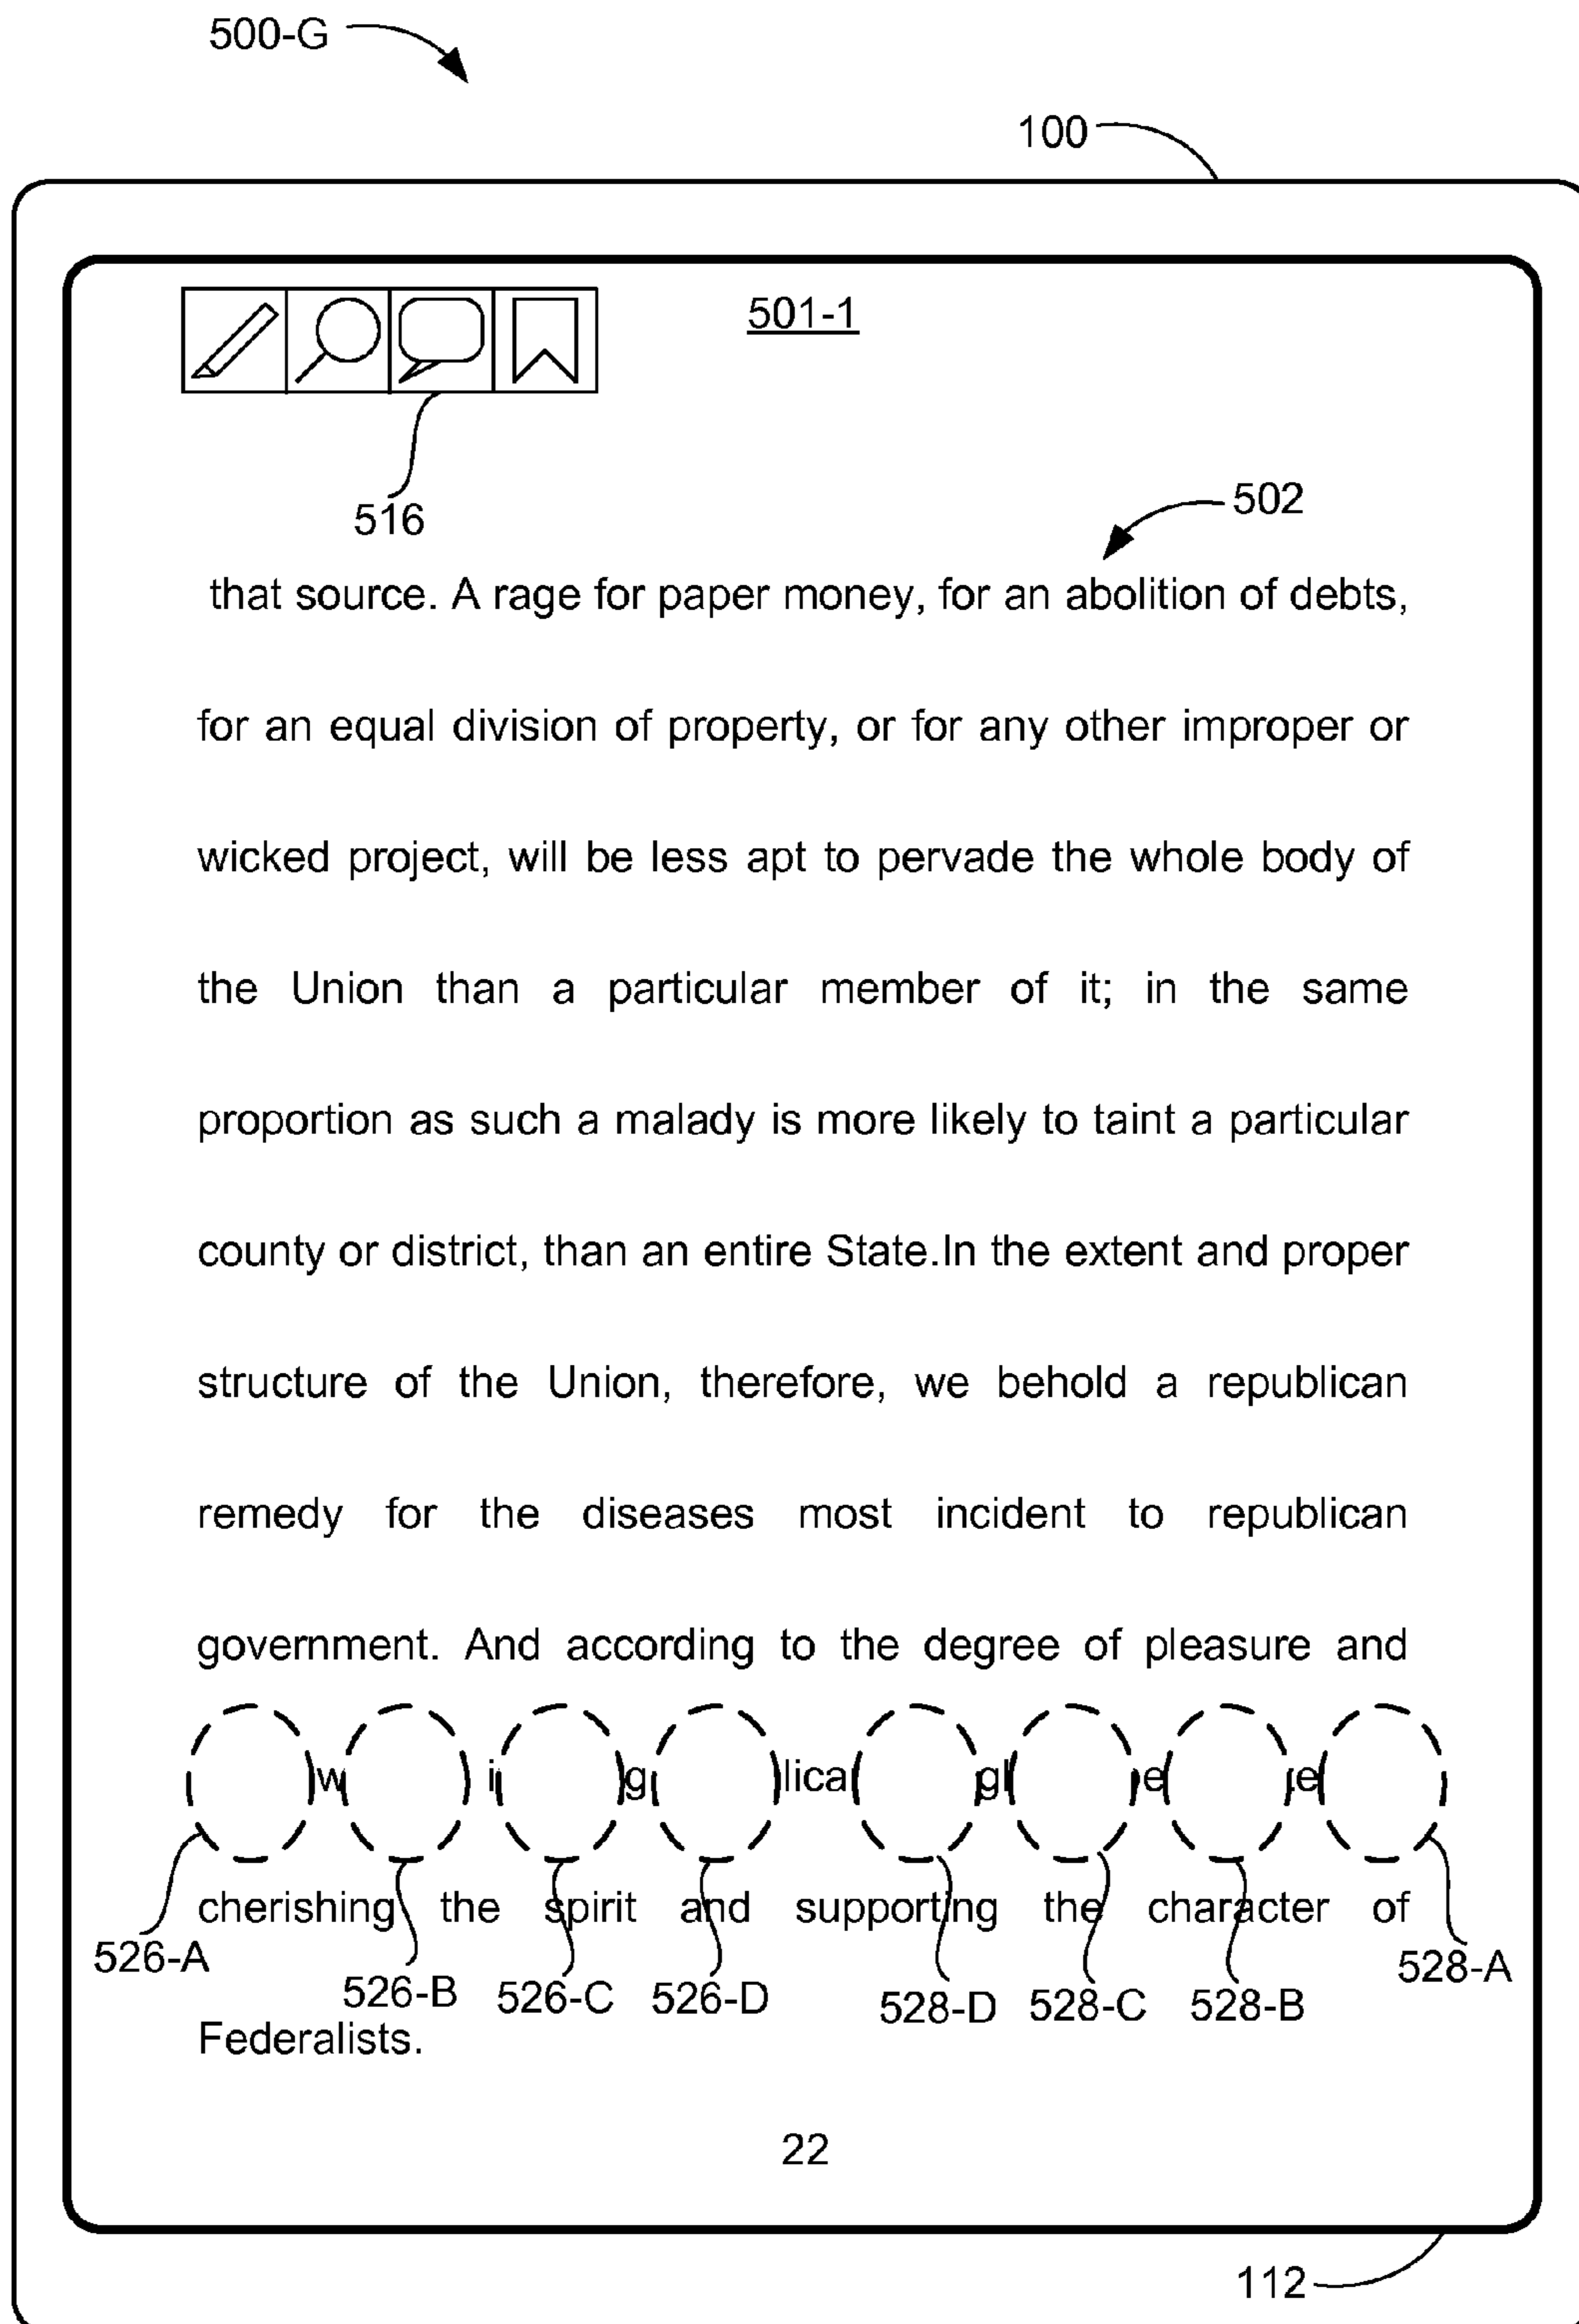 500-G
100
501-1
516
502
that source. A rage for paper money, for an abolition of debts,
for an equal division of property, or for any other improper or
wicked project, will be less apt to pervade the whole body of
the Union than a particular member of it; in the same
proportion as such a malady is more likely to taint a particular
county or district, than an entire State.In the extent and proper
structure of the Union, therefore, we behold a republican
remedy for the diseases most incident to republican
government. And according to the degree of pleasure and
cherishing the spirit and supporting the character of
526-A 526-B 526-C 526-D 528-D 528-C 528-B 528-A
Federalists.
22
112